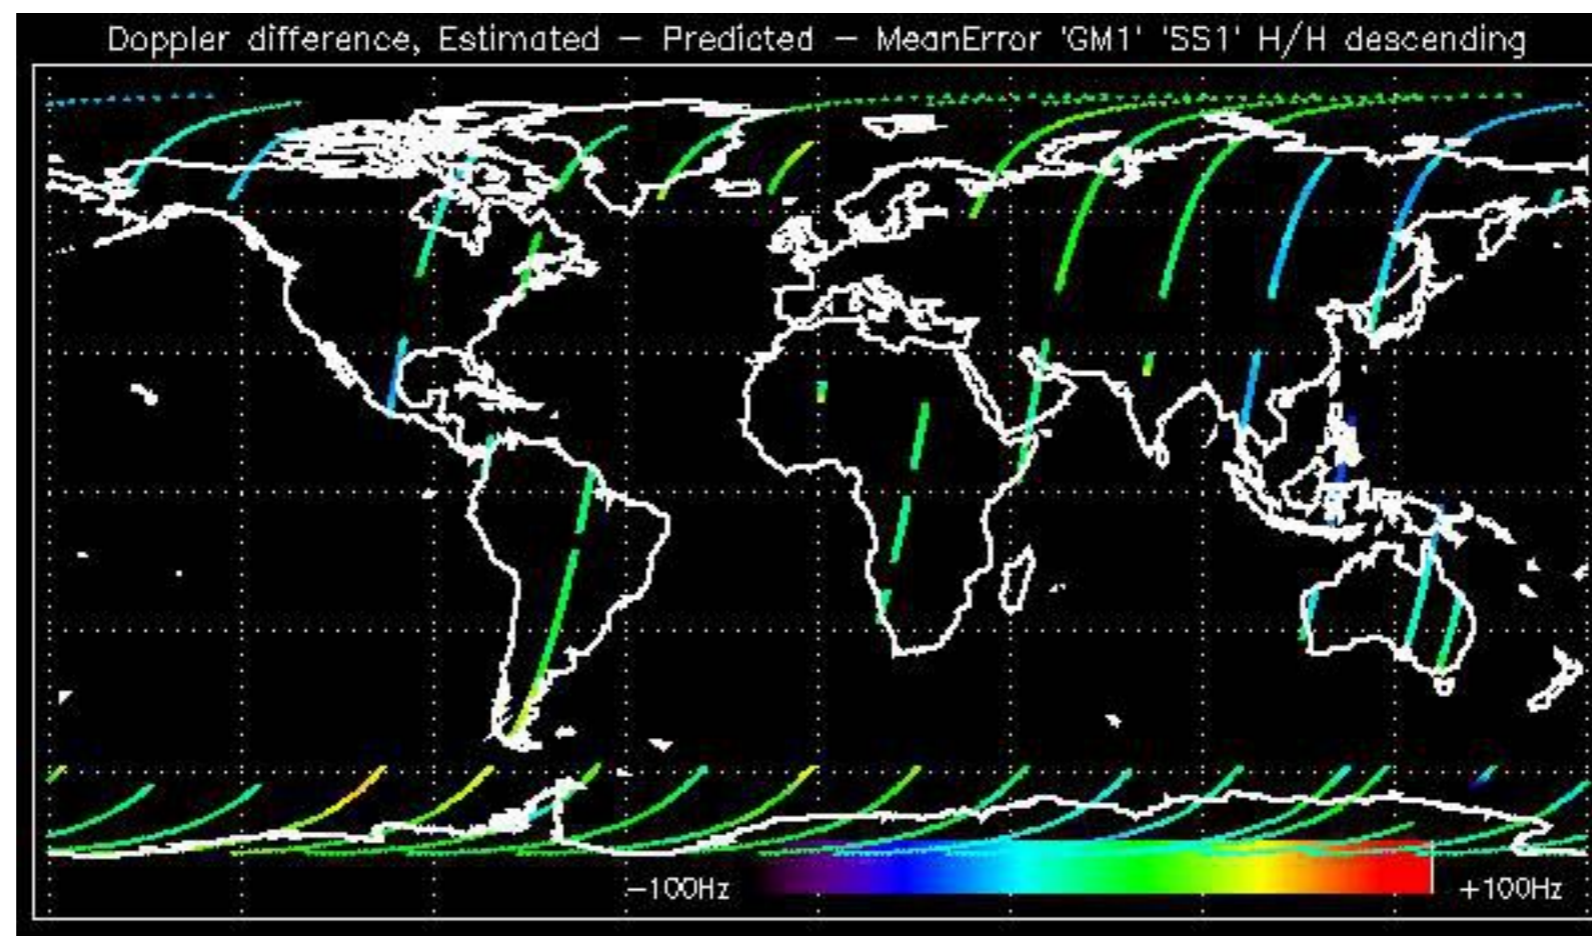 Doppler difference, Estimated – Predicted – MeanError 'GM1' 'SS1' H/H descending
–100Hz +100Hz